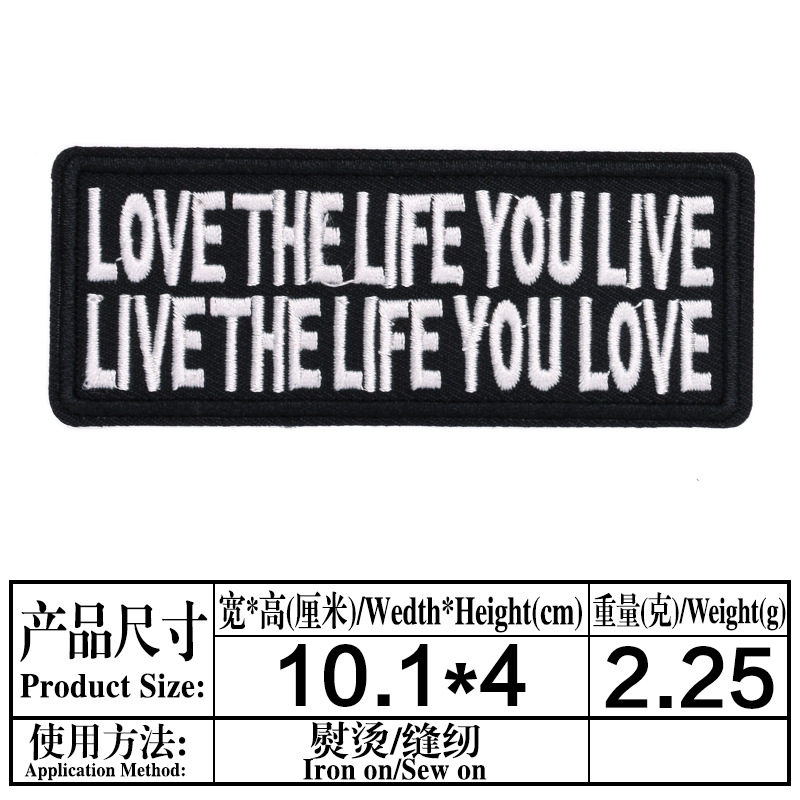 LOVE THE LIFE YOU LIVE
LIVE THE LIFE YOU LOVE
产品尺寸
Product Size:
宽*高(厘米)/Wedth*Height(cm)
10.1*4
重量(克)/Weight(g)
2.25
使用方法:
Application Method:
熨烫/缝纫
Iron on/Sew on